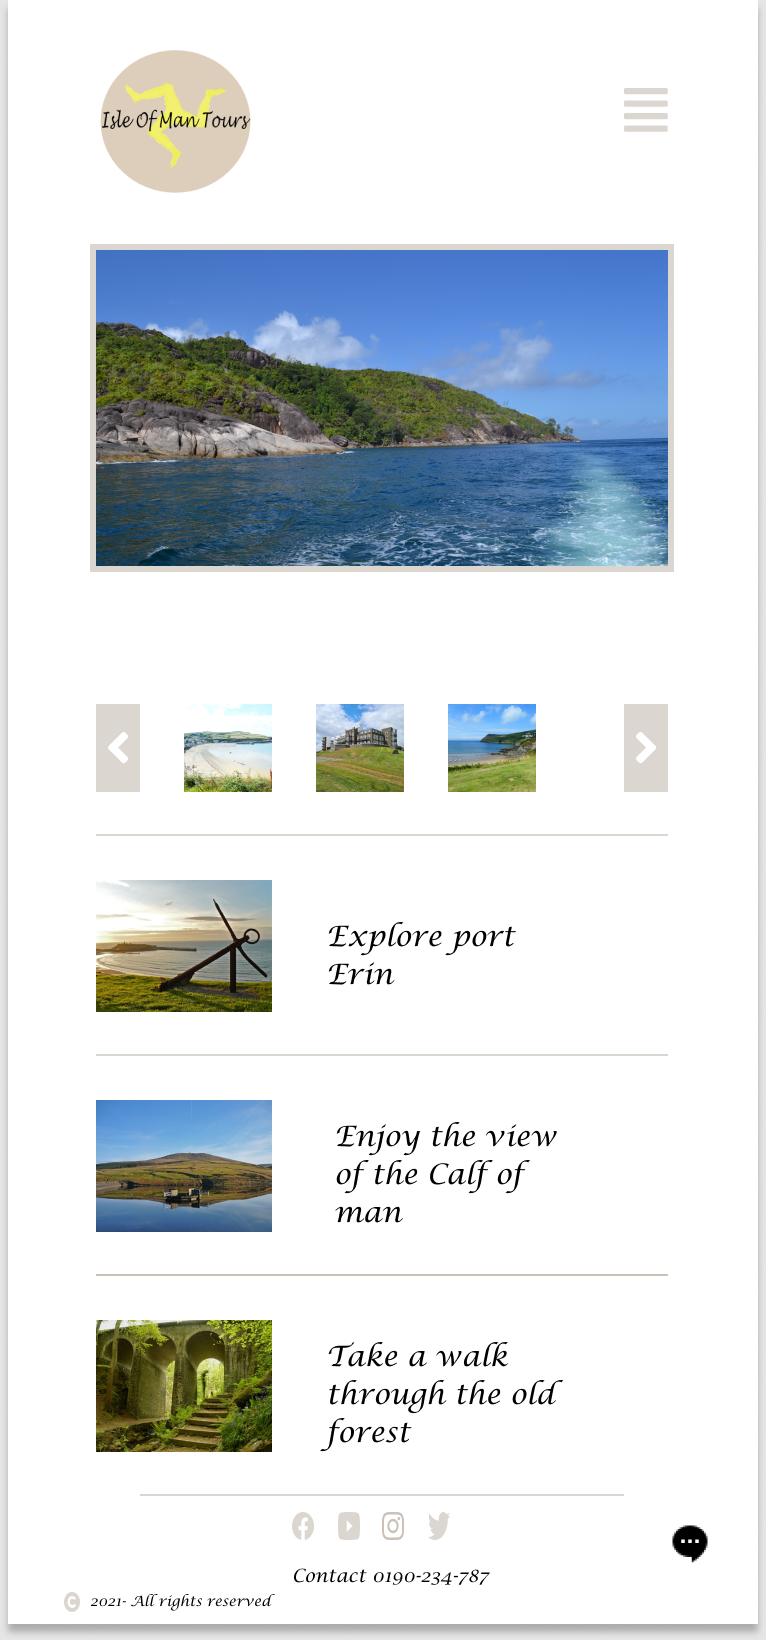 Isle Of Man Tours
Explore port
Erin
Enjoy the view
of the Calf of
man
Take a walk
through the old
forest
Contact 0190-234-787
© 2021- All rights reserved